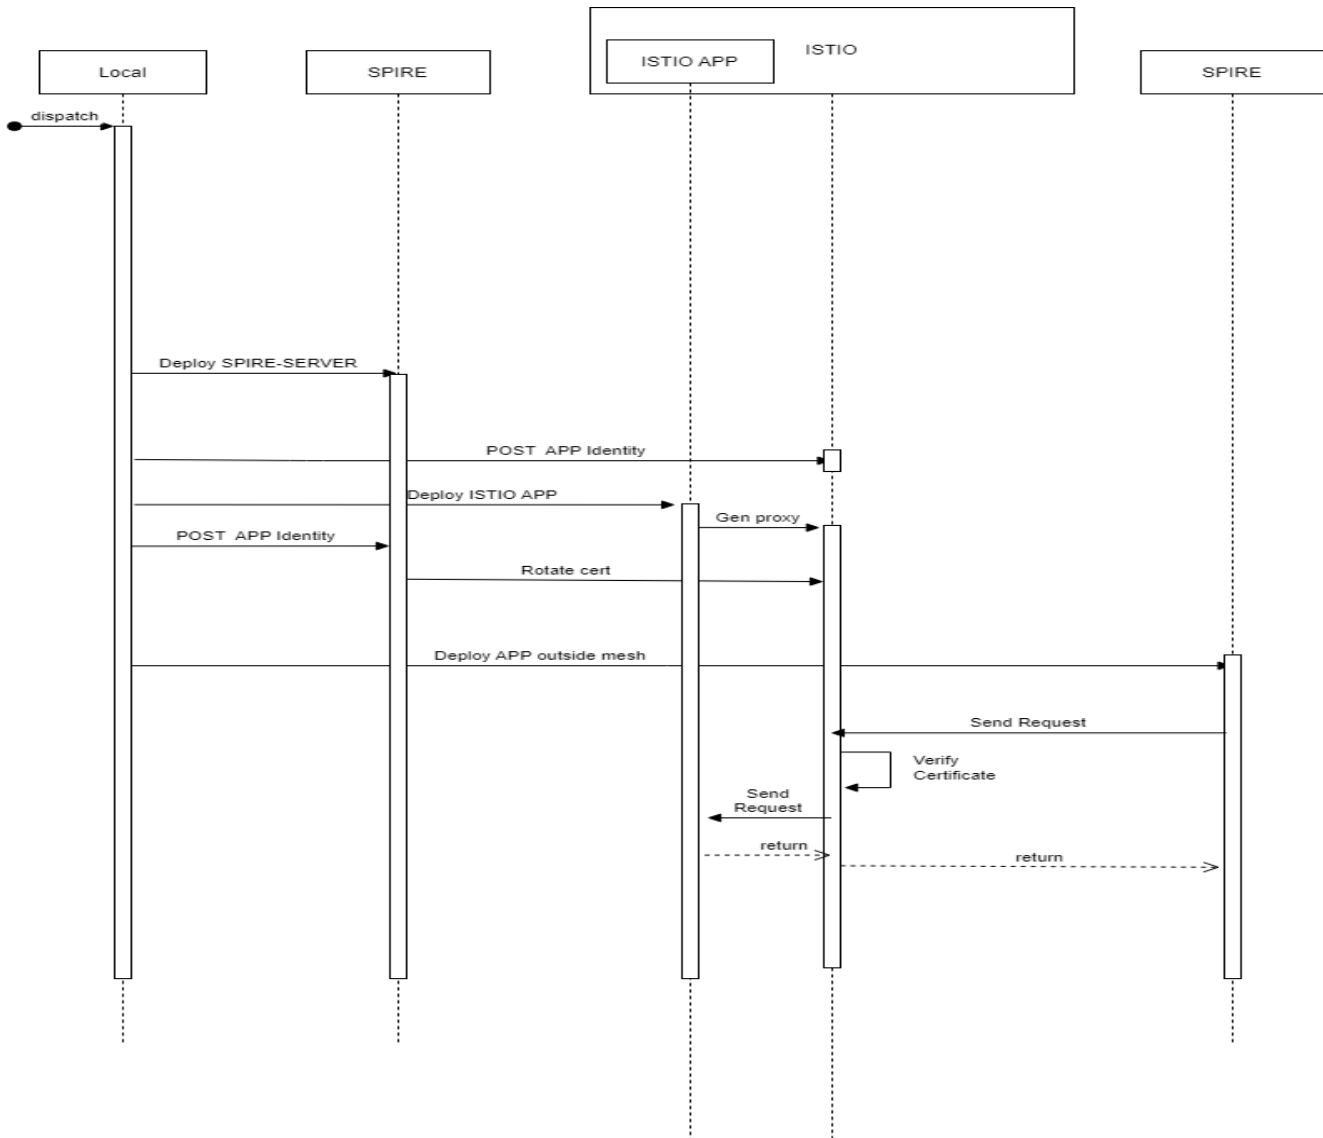 ISTIO
ISTIO APP
Local
SPIRE
SPIRE
dispatch
Deploy SPIRE-SERVER
POST APP Identity
Deploy ISTIO APP
Gen proxy
POST APP Identity
Rotate cert
Deploy APP outside mesh
Send Request
Verify
Certificate
Send
Request
return
return